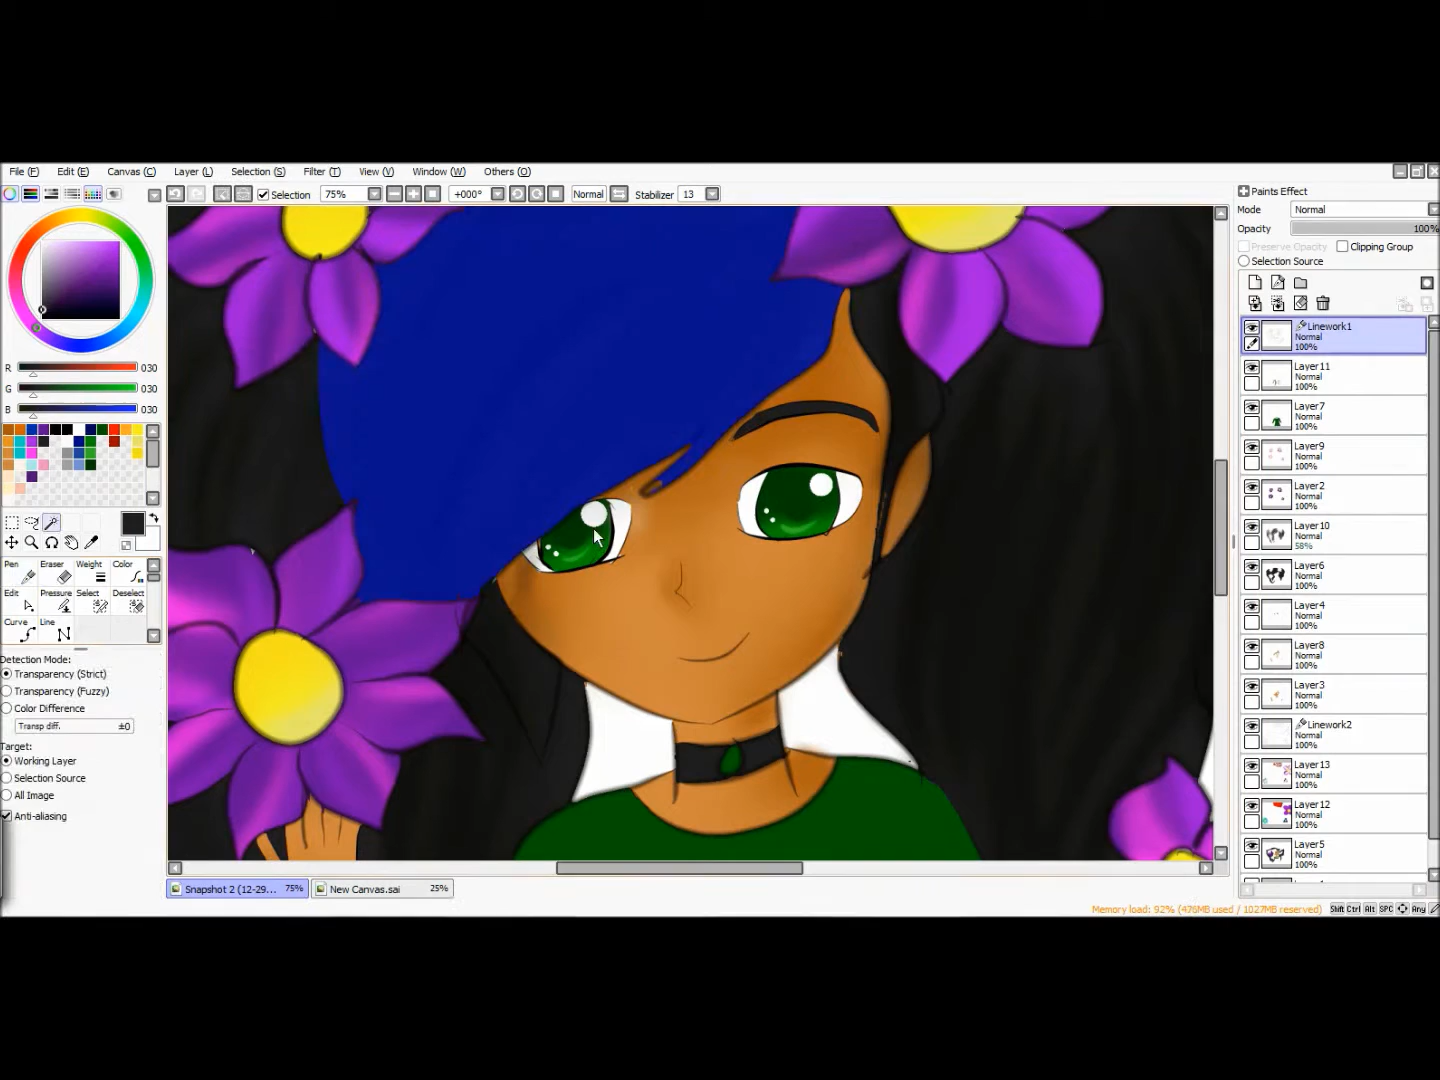 File (F) Edit (E) Canvas (C) Layer (L) Selection (S) Filter (T) View (V) Window (W) Others (O)
Selection 75% +000° Normal Stabilizer 13
Paints Effect
Mode Normal
Opacity 100%
Preserve Opacity Clipping Group
Selection Source
R 030
G 030
B 030
Pen Eraser Weight Color
Edit Pressure Select Deselect
Curve Line
Detection Mode:
Transparency (Strict)
Transparency (Fuzzy)
Color Difference
Transp diff. ±0
Target:
Working Layer
Selection Source
All Image
Anti-aliasing
Linework1
Normal
100%
Layer11
Normal
100%
Layer7
Normal
100%
Layer9
Normal
100%
Layer2
Normal
100%
Layer10
Normal
58%
Layer6
Normal
100%
Layer4
Normal
100%
Layer8
Normal
100%
Layer3
Normal
100%
Linework2
Normal
100%
Layer13
Normal
100%
Layer12
Normal
100%
Layer5
Normal
100%
Snapshot 2 (12-29... 75% New Canvas.sai 25%
Memory load: 92% (476MB used / 1027MB reserved) Shift Ctrl Alt SPC Any